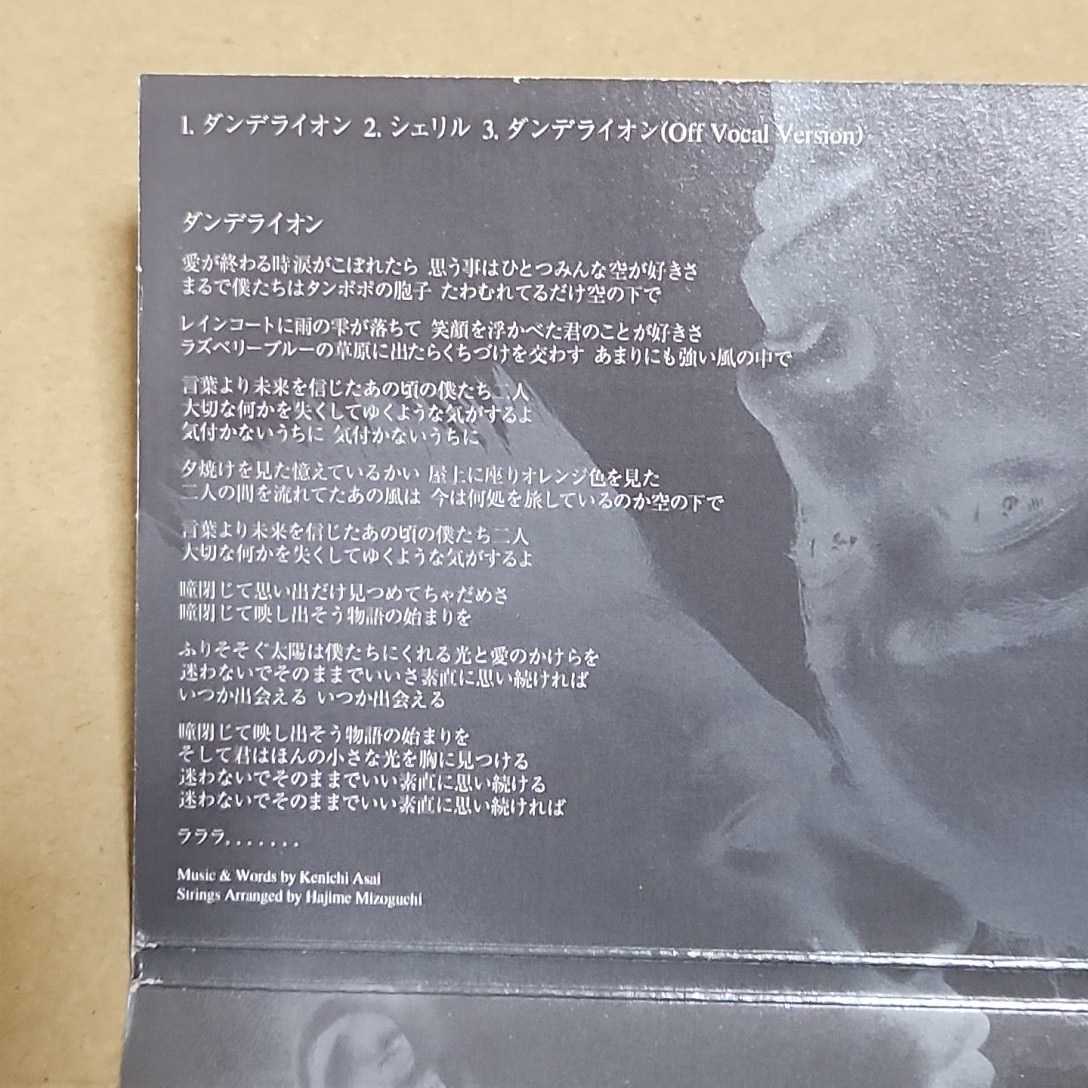 1. ダンデライオン 2. シェリル 3. ダンデライオン(Off Vocal Version)
ダンデライオン
愛が終わる時涙がこぼれたら 思う事はひとつみんな空が好きさ
まるで僕たちはタンポポの胞子 たわむれてるだけ空の下で
レインコートに雨の雫が落ちて 笑顔を浮かべた君のことが好きさ
ラズベリーブルーの草原に出たらくちづけを交わす あまりにも強い風の中で
言葉より未来を信じたあの頃の僕たち二人
大切な何かを失くしてゆくような気がするよ
気付かないうちに 気付かないうちに
夕焼けを見た憶えているかい 屋上に座りオレンジ色を見た
二人の間を流れてたあの風は 今は何処を旅しているのか空の下で
言葉より未来を信じたあの頃の僕たち二人
大切な何かを失くしてゆくような気がするよ
瞳閉じて思い出だけ見つめてちゃだめさ
瞳閉じて映し出そう物語の始まりを
ふりそそぐ太陽は僕たちにくれる光と愛のかけらを
迷わないでそのままでいいさ素直に思い続ければ
いつか出会える いつか出会える
瞳閉じて映し出そう物語の始まりを
そして君はほんの小さな光を胸に見つける
迷わないでそのままでいい素直に思い続ける
迷わないでそのままでいい素直に思い続ければ
ラララ.......
Music & Words by Kenichi Asai
Strings Arranged by Hajime Mizoguchi